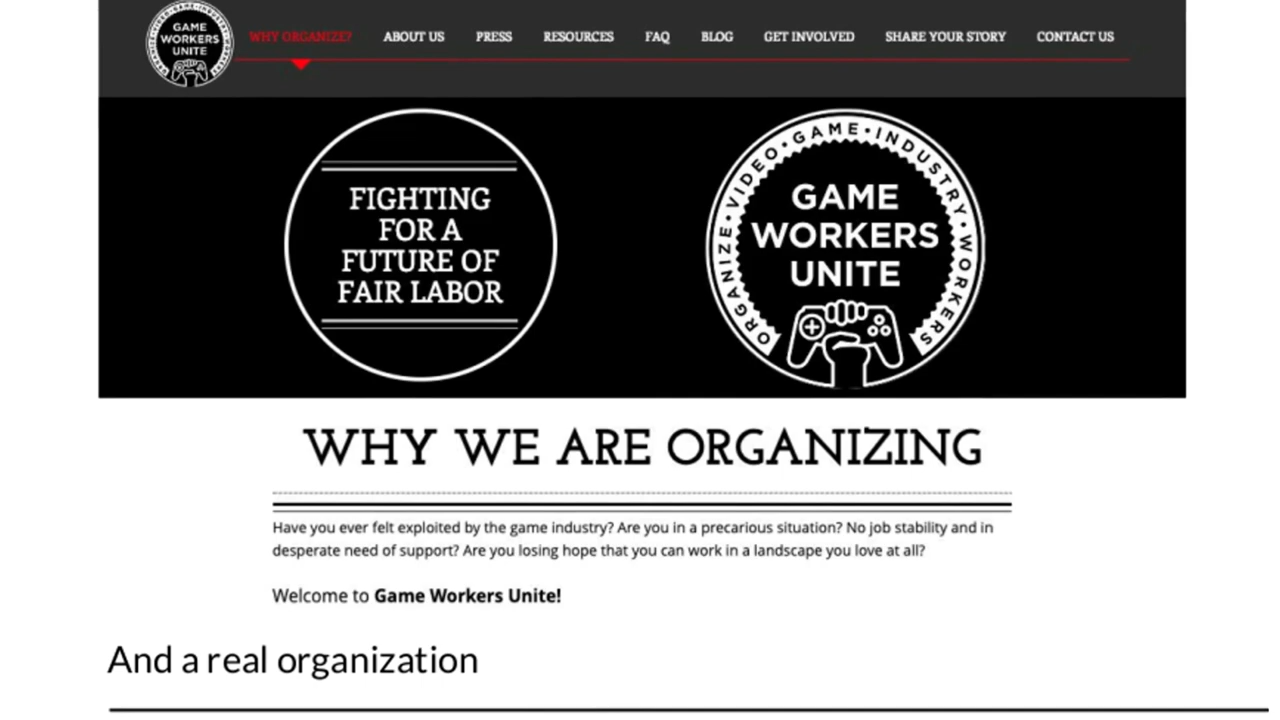 GAME
WORKERS
UNITE
WHY ORGANIZE? ABOUT US PRESS RESOURCES FAQ BLOG GET INVOLVED SHARE YOUR STORY CONTACT US
FIGHTING
FOR A
FUTURE OF
FAIR LABOR
ORGANIZE • VIDEO • GAME • INDUSTRY • WORKERS
GAME
WORKERS
UNITE
WHY WE ARE ORGANIZING
Have you ever felt exploited by the game industry? Are you in a precarious situation? No job stability and in
desperate need of support? Are you losing hope that you can work in a landscape you love at all?
Welcome to Game Workers Unite!
And a real organization